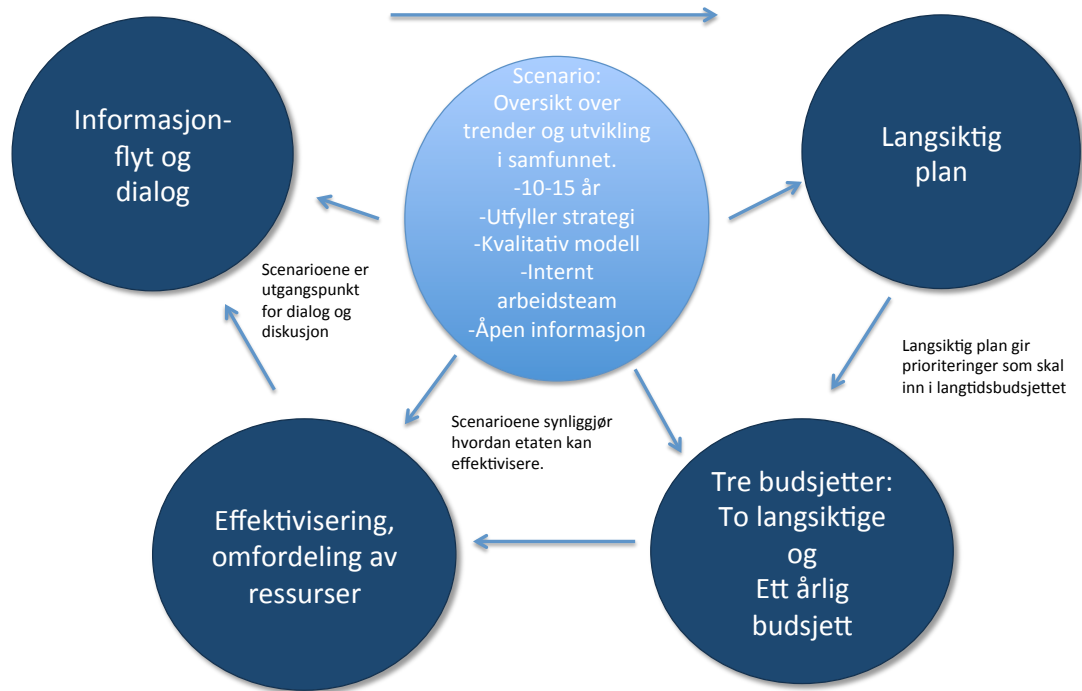 Informasjon-
flyt og
dialog
Scenario:
Oversikt over
trender og utvikling
i samfunnet.
-10-15 år
-Utfyller strategi
-Kvalitativ modell
-Internt
arbeidsteam
-Åpen informasjon
Langsiktig
plan
Scenarioene er
utgangspunkt
for dialog og
diskusjon
Langsiktig plan gir
prioriteringer som skal
inn i langtidsbudsjettet
Scenarioene synliggjør
hvordan etaten kan
effektivisere.
Effektivisering,
omfordeling av
ressurser
Tre budsjetter:
To langsiktige
og
Ett årlig
budsjett